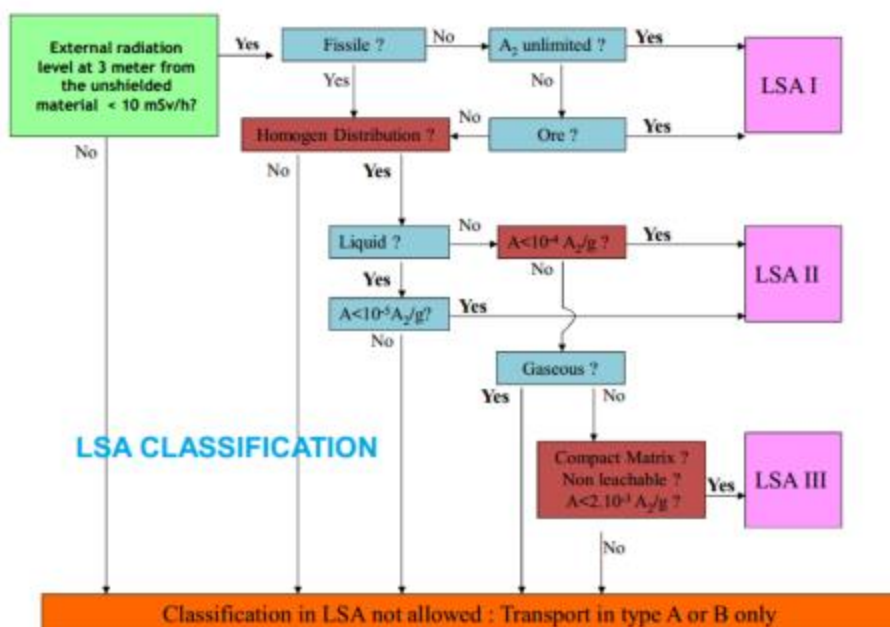 External radiation
level at 3 meter from
the unshielded
material < 10 mSv/h?
Yes
Fissile ?
No
A₂ unlimited ?
Yes
LSA I
Yes
No
No
Homogen Distribution ?
No
Ore ?
Yes
No
Yes
Liquid ?
No
A<10⁻⁴ A₂/g ?
Yes
LSA II
Yes
No
A<10⁻⁵A₂/g?
Yes
No
Gaseous ?
Yes
No
LSA CLASSIFICATION
Compact Matrix ?
Non leachable ?
A<2.10⁻³ A₂/g ?
Yes
LSA III
No
Classification in LSA not allowed : Transport in type A or B only